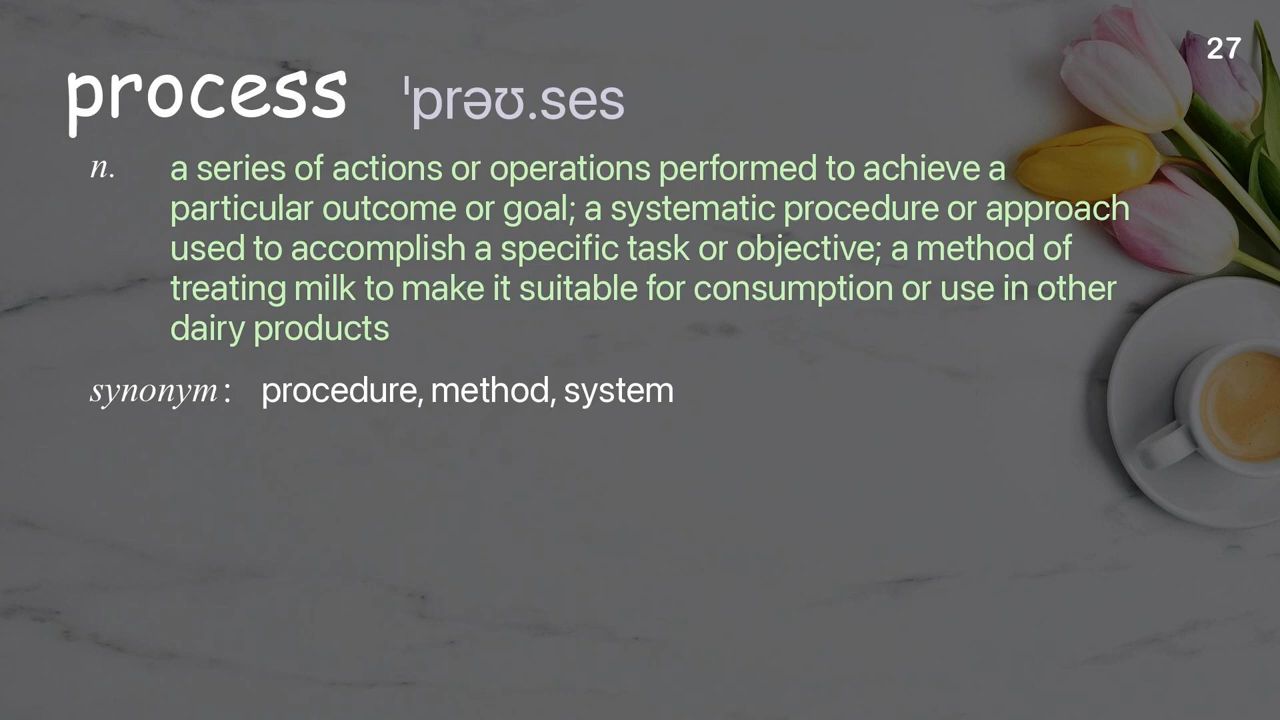 27
process ˈprəʊ.ses
n. a series of actions or operations performed to achieve a
particular outcome or goal; a systematic procedure or approach
used to accomplish a specific task or objective; a method of
treating milk to make it suitable for consumption or use in other
dairy products
synonym: procedure, method, system